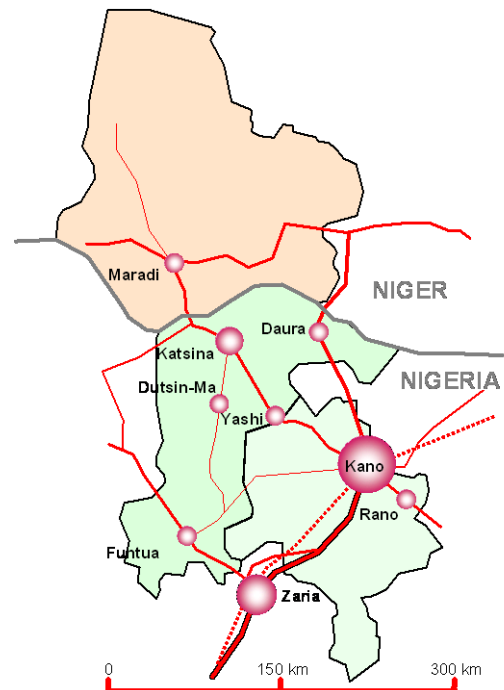 Maradi
NIGER
Daura
Katsina
NIGERIA
Dutsin-Ma
Yashi
Kano
Rano
Funtua
Zaria
0 150 km 300 km